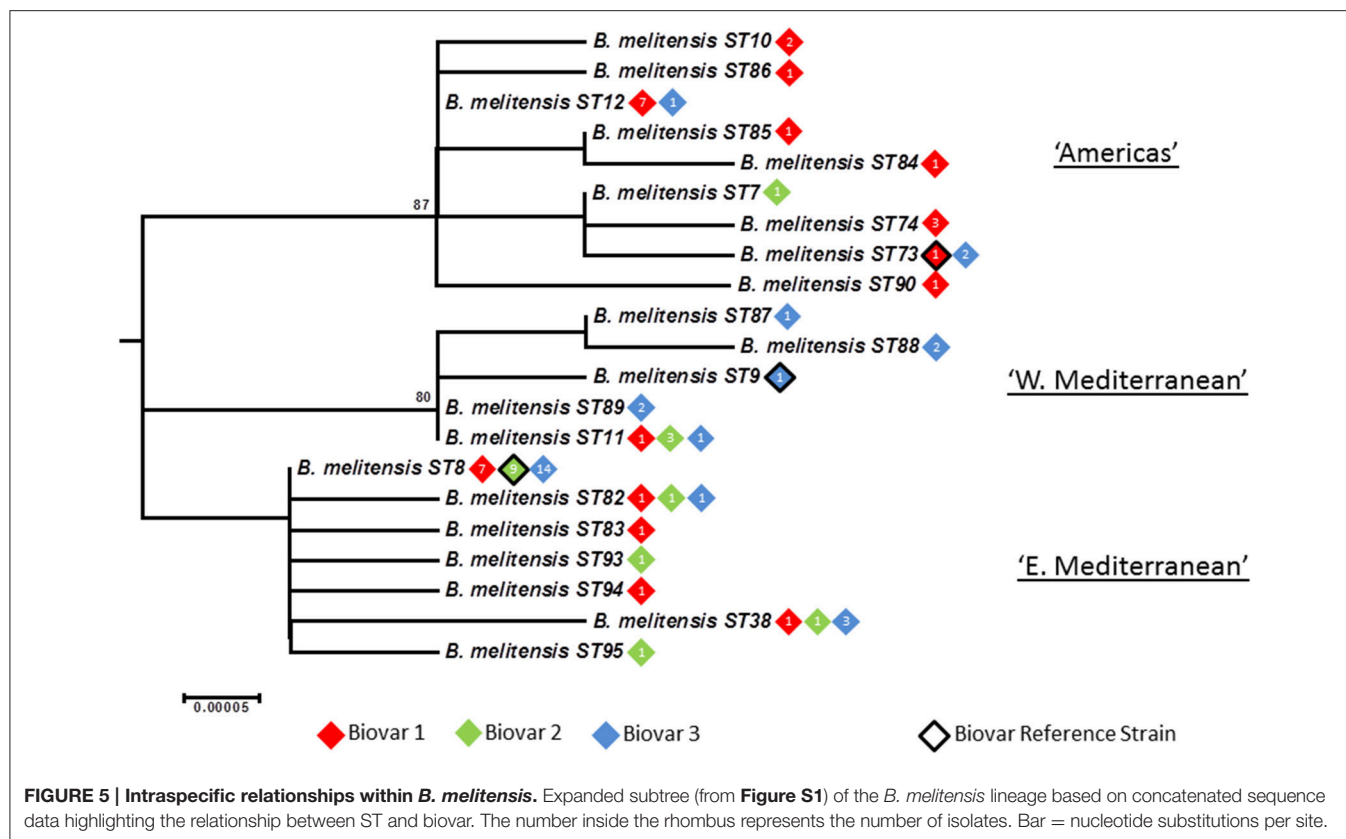 B. melitensis ST10 2
B. melitensis ST86 1
B. melitensis ST12 7 1
B. melitensis ST85 1
'Americas'
B. melitensis ST84 1
B. melitensis ST7 1
87
B. melitensis ST74 3
B. melitensis ST73 1 2
B. melitensis ST90 1
B. melitensis ST87 1
B. melitensis ST88 2
B. melitensis ST9 1
'W. Mediterranean'
80
B. melitensis ST89 2
B. melitensis ST11 1 3 1
B. melitensis ST8 7 9 14
B. melitensis ST82 1 1 1
B. melitensis ST83 1
B. melitensis ST93 1
'E. Mediterranean'
B. melitensis ST94 1
B. melitensis ST38 1 1 3
B. melitensis ST95 1
0.00005
Biovar 1 Biovar 2 Biovar 3 Biovar Reference Strain
FIGURE 5 | Intraspecific relationships within B. melitensis. Expanded subtree (from Figure S1) of the B. melitensis lineage based on concatenated sequence
data highlighting the relationship between ST and biovar. The number inside the rhombus represents the number of isolates. Bar = nucleotide substitutions per site.